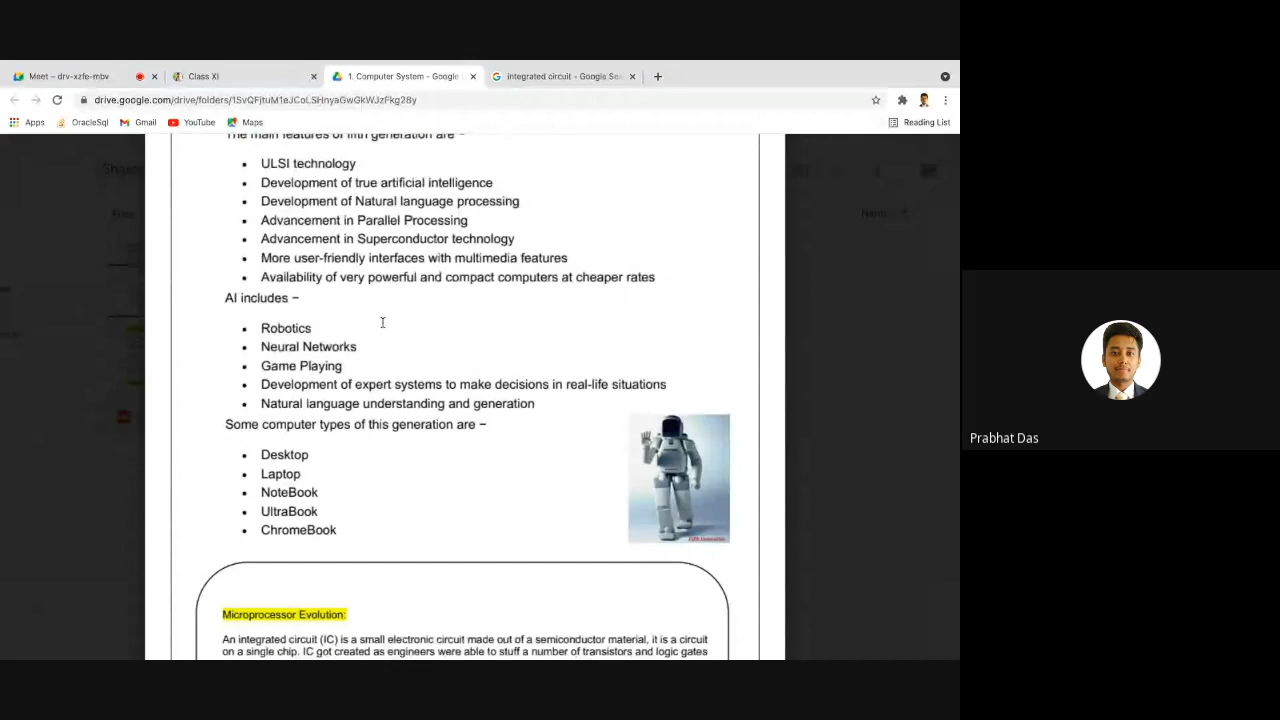 Meet – drv-xzfe-mbv
Class XI
1. Computer System - Google
integrated circuit - Google Sea
drive.google.com/drive/folders/1SvQFjtuM1eJCoLSHnyaGwGkWJzFkg28y
Apps
OracleSql
Gmail
YouTube
Maps
Reading List
The main features of fifth generation are –
• ULSI technology
• Development of true artificial intelligence
• Development of Natural language processing
• Advancement in Parallel Processing
• Advancement in Superconductor technology
• More user-friendly interfaces with multimedia features
• Availability of very powerful and compact computers at cheaper rates
AI includes –
• Robotics
• Neural Networks
• Game Playing
• Development of expert systems to make decisions in real-life situations
• Natural language understanding and generation
Some computer types of this generation are –
• Desktop
• Laptop
• NoteBook
• UltraBook
• ChromeBook
Microprocessor Evolution:
An integrated circuit (IC) is a small electronic circuit made out of a semiconductor material, it is a circuit
on a single chip. IC got created as engineers were able to stuff a number of transistors and logic gates
Prabhat Das